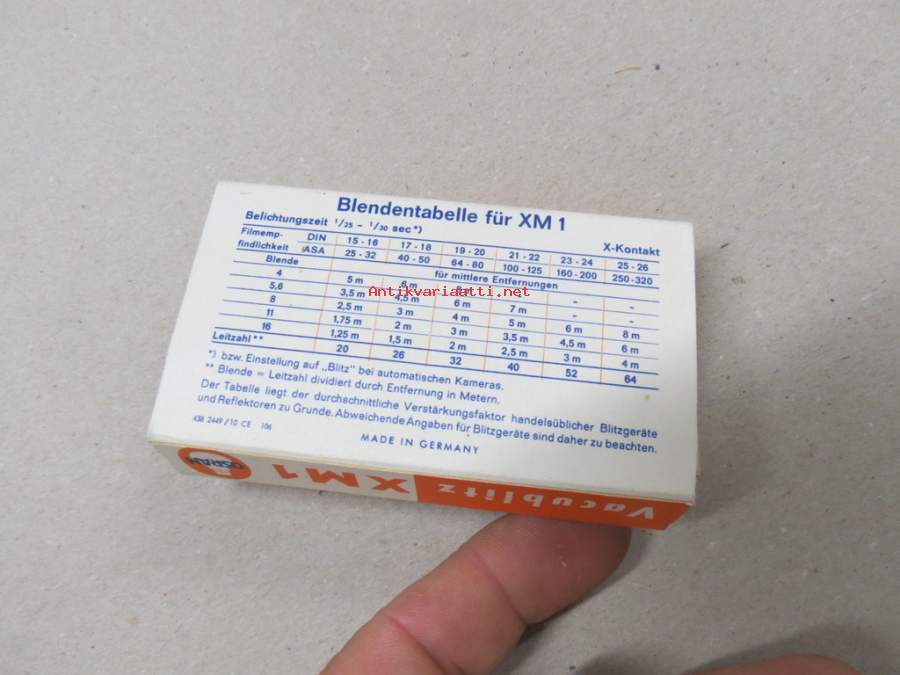 Blendentabelle für XM 1
Belichtungszeit 1/25 - 1/30 sec*) X-Kontakt
Filmemp-findlichkeit DIN 15 - 16 17 - 18 19 - 20 21 - 22 23 - 24 25 - 26
ASA 25 - 32 40 - 50 64 - 80 100 - 125 160 - 200 250 - 320
Blende für mittlere Entfernungen
4 5 m 6 m - -
5,6 3,5 m 4,5 m 6 m 7 m - -
8 2,5 m 3 m 4 m 5 m 6 m 8 m
11 1,75 m 2 m 3 m 3,5 m 4,5 m 6 m
16 1,25 m 1,5 m 2 m 2,5 m 3 m 4 m
Leitzahl** 20 26 32 40 52 64
*) bzw. Einstellung auf „Blitz" bei automatischen Kameras.
** Blende = Leitzahl dividiert durch Entfernung in Metern.
Der Tabelle liegt der durchschnittliche Verstärkungsfaktor handelsüblicher Blitzgeräte
und Reflektoren zu Grunde. Abweichende Angaben für Blitzgeräte sind daher zu beachten.
438 2449/10 CE 106
MADE IN GERMANY
Antikvariaatti.net
Vacublitz XM1 OSRAM